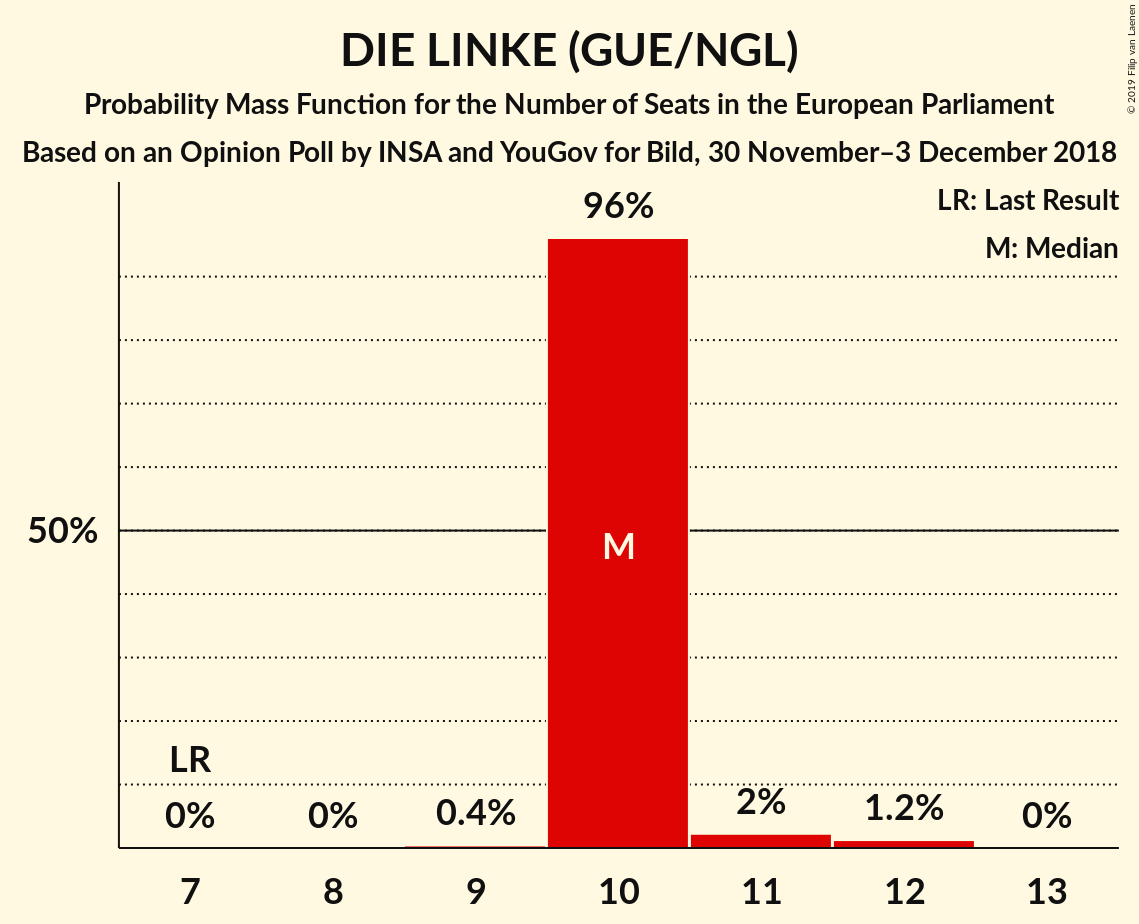 DIE LINKE (GUE/NGL)
Probability Mass Function for the Number of Seats in the European Parliament
Based on an Opinion Poll by INSA and YouGov for Bild, 30 November–3 December 2018
© 2019 Filip van Laenen
LR: Last Result
M: Median
96%
50%
M
LR
0%
0%
0.4%
2%
1.2%
0%
7
8
9
10
11
12
13